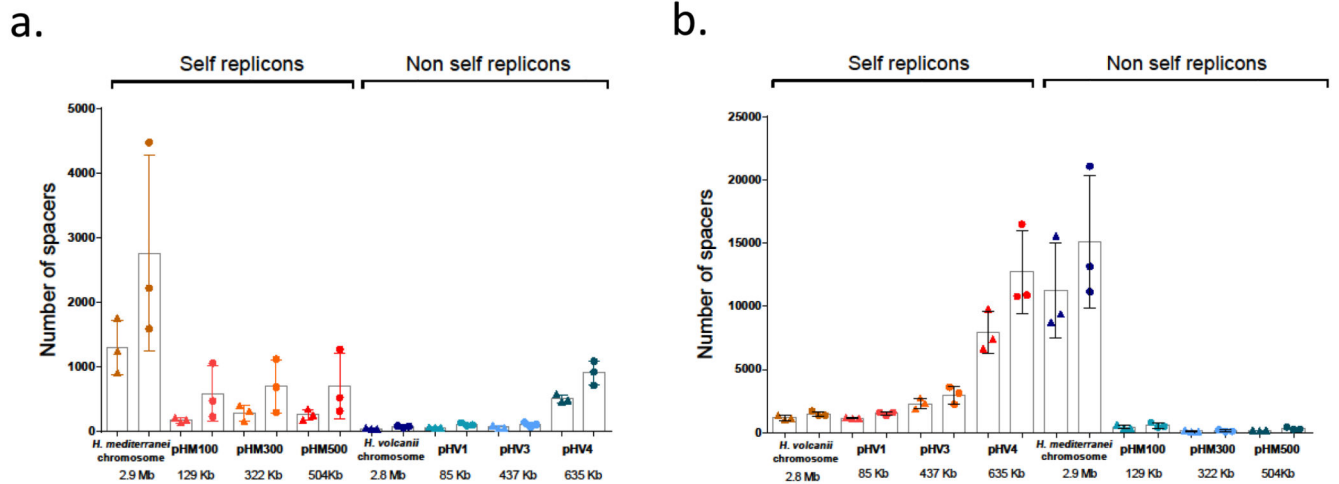 a.
Self replicons Non self replicons
Number of spacers
5000
4000
3000
2000
1000
0
H. mediterranei chromosome pHM100 pHM300 pHM500 H. volcanii chromosome pHV1 pHV3 pHV4
2.9 Mb 129 Kb 322 Kb 504Kb 2.8 Mb 85 Kb 437 Kb 635 Kb
b.
Self replicons Non self replicons
Number of spacers
25000
20000
15000
10000
5000
0
H. volcanii chromosome pHV1 pHV3 pHV4 H. mediterranei chromosome pHM100 pHM300 pHM500
2.8 Mb 85 Kb 437 Kb 635 Kb 2.9 Mb 129 Kb 322 Kb 504Kb